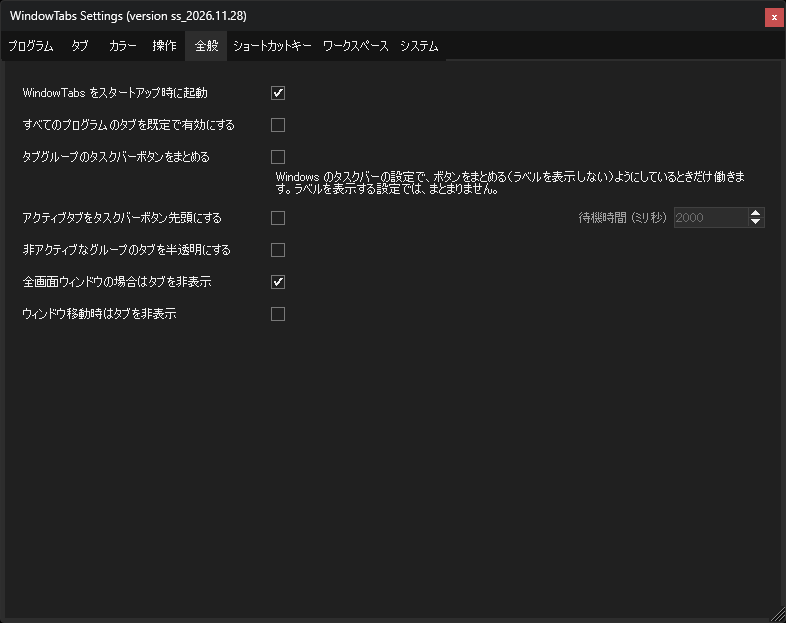 WindowTabs Settings (version ss_2026.11.28)
x
プログラム タブ カラー 操作 全般 ショートカットキー ワークスペース システム
WindowTabs をスタートアップ時に起動
すべてのプログラムのタブを既定で有効にする
タブグループのタスクバーボタンをまとめる
Windows のタスクバーの設定で、ボタンをまとめる(ラベルを表示しない)ようにしているときだけ働きま
す。ラベルを表示する設定では、まとまりません。
アクティブタブをタスクバーボタン先頭にする 待機時間 (ミリ秒) 2000
非アクティブなグループのタブを半透明にする
全画面ウィンドウの場合はタブを非表示
ウィンドウ移動時はタブを非表示